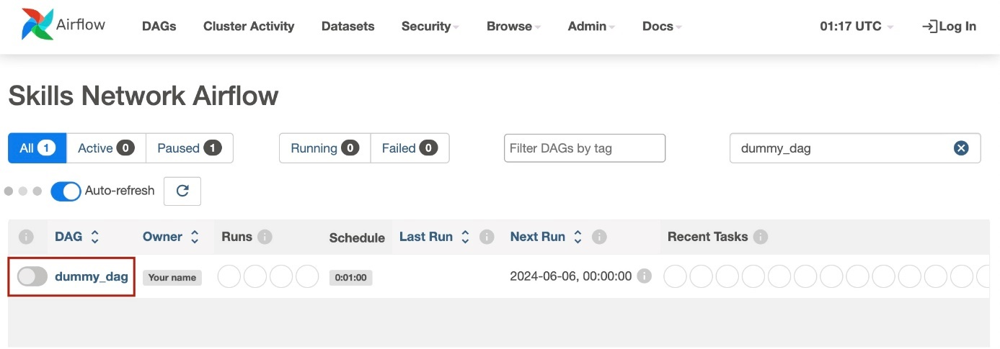 Airflow DAGs Cluster Activity Datasets Security Browse Admin Docs 01:17 UTC Log In
Skills Network Airflow
All 1 Active 0 Paused 1 Running 0 Failed 0 Filter DAGs by tag dummy_dag
Auto-refresh
DAG Owner Runs Schedule Last Run Next Run Recent Tasks
dummy_dag Your name 0:01:00 2024-06-06, 00:00:00